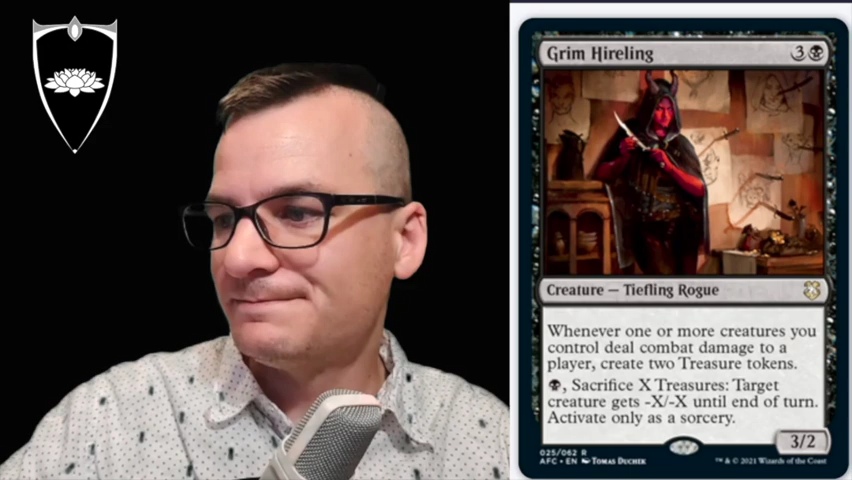 Grim Hireling 3
Creature — Tiefling Rogue
Whenever one or more creatures you
control deal combat damage to a
player, create two Treasure tokens.
, Sacrifice X Treasures: Target
creature gets -X/-X until end of turn.
Activate only as a sorcery.
3/2
025/062 R
AFC • EN Tomas Duchek
™ & © 2021 Wizards of the Coast